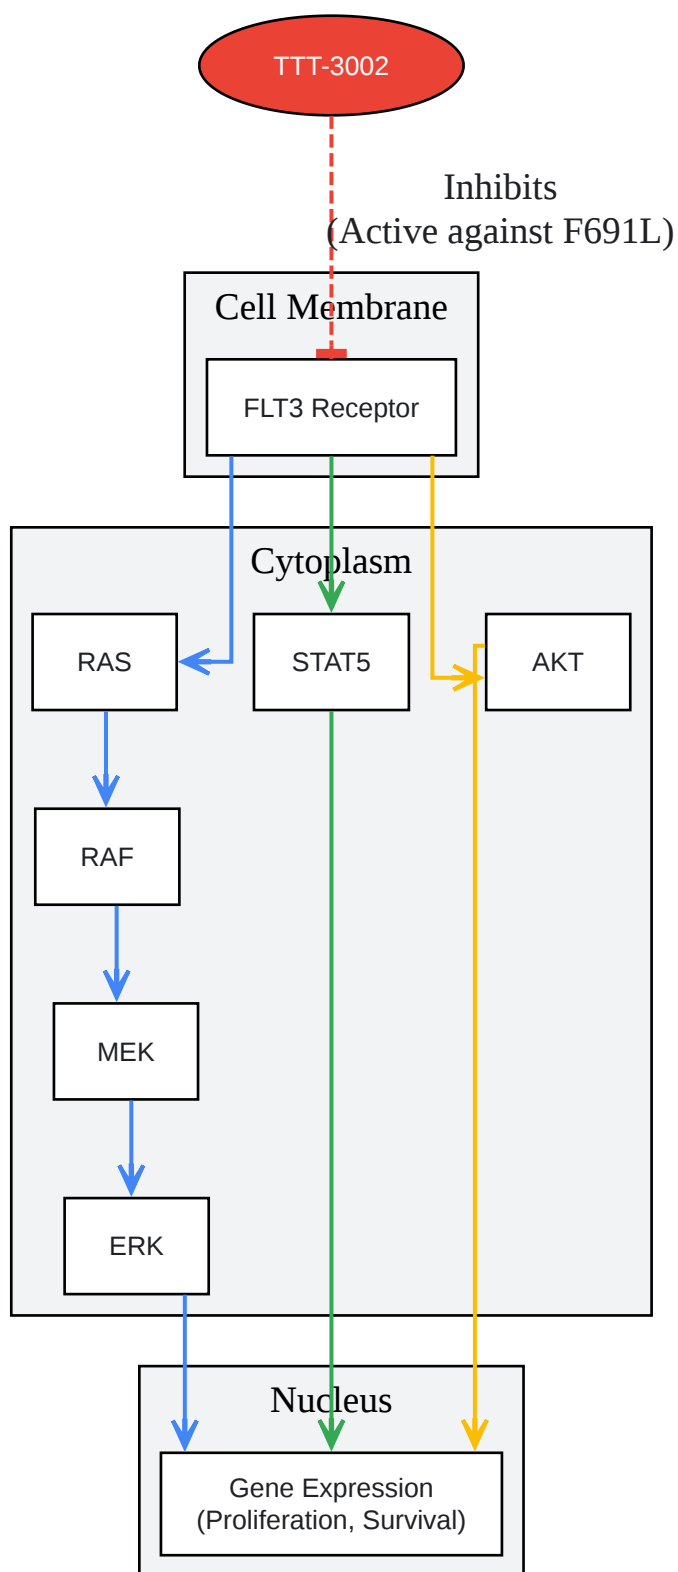 TTT-3002
Inhibits
(Active against F691L)
Cell Membrane
FLT3 Receptor
Cytoplasm
RAS
STAT5
AKT
RAF
MEK
ERK
Nucleus
Gene Expression
(Proliferation, Survival)